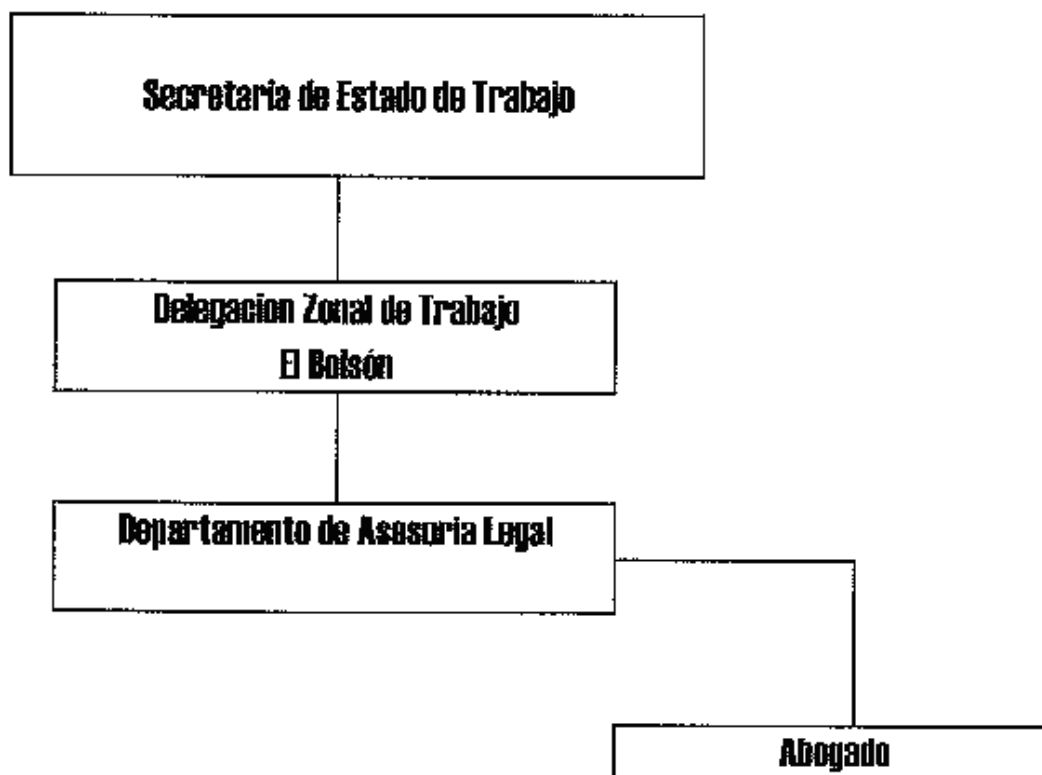 Secretaria de Estado de Trabajo
Delegacion Zonal de Trabajo
El Bolsón
Departamento de Asesoria Legal
Abogado